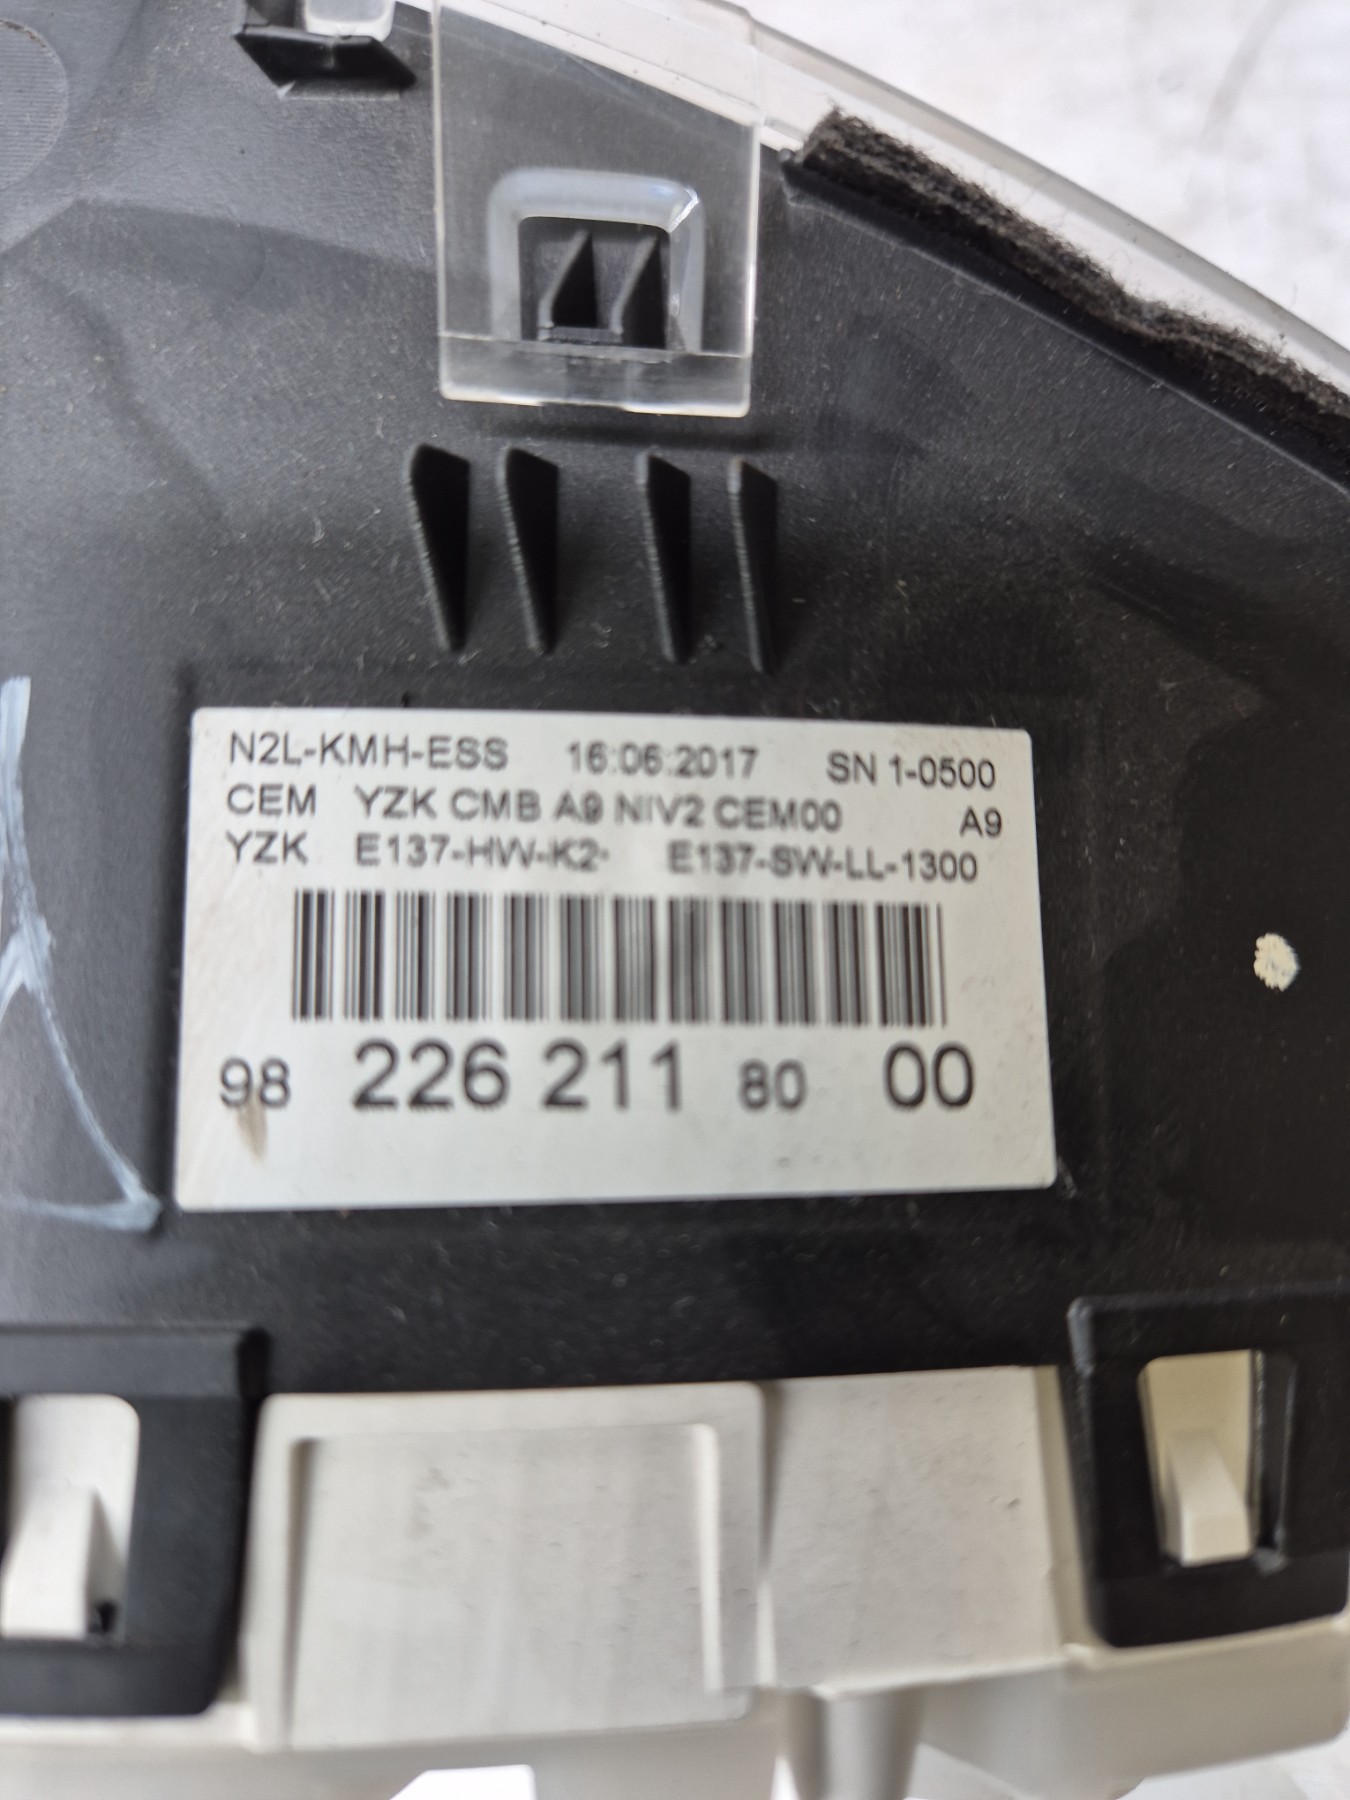 N2L-KMH-ESS 16:06:2017 SN 1-0500
CEM YZK CMB A9 NIV2 CEM00 A9
YZK E137-HW-K2- E137-SW-LL-1300
98 226 211 80 00